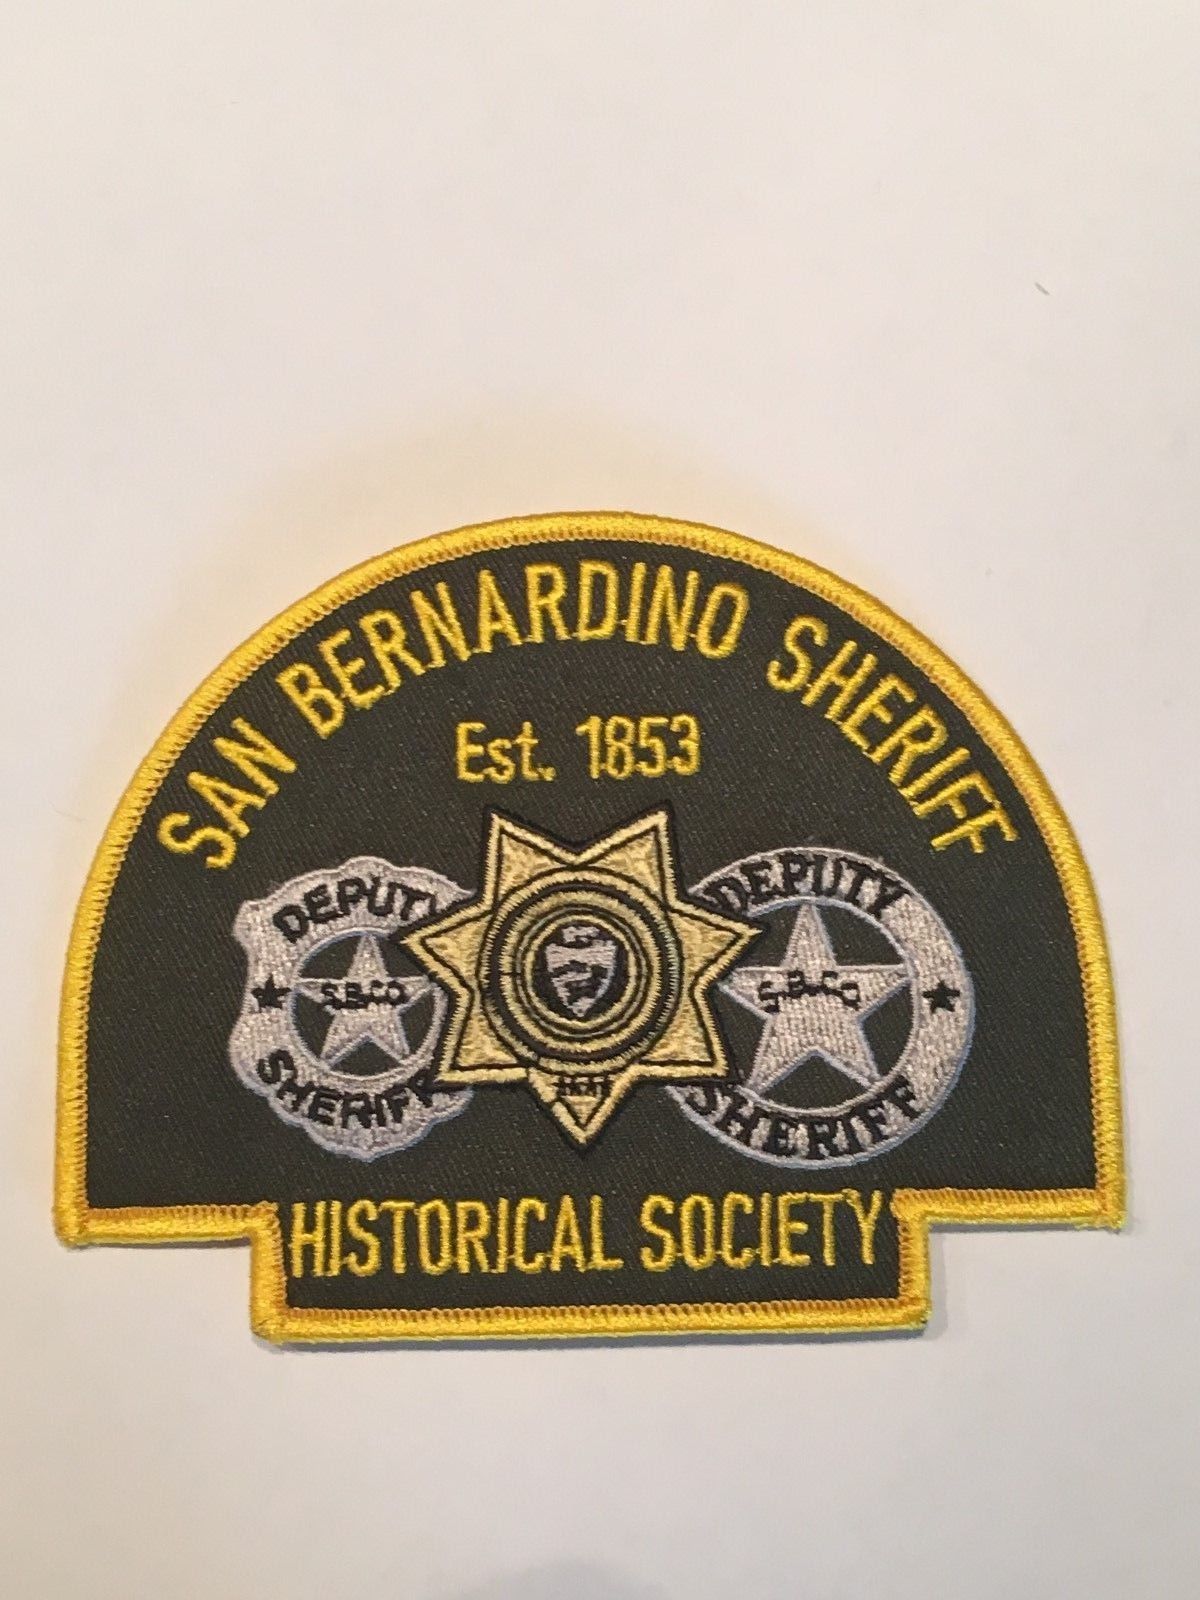 SAN BERNARDINO SHERIFF
Est. 1853
DEPUTY
S.B.CO.
SHERIFF
DEPUTY
S.B.CO
SHERIFF
HISTORICAL SOCIETY